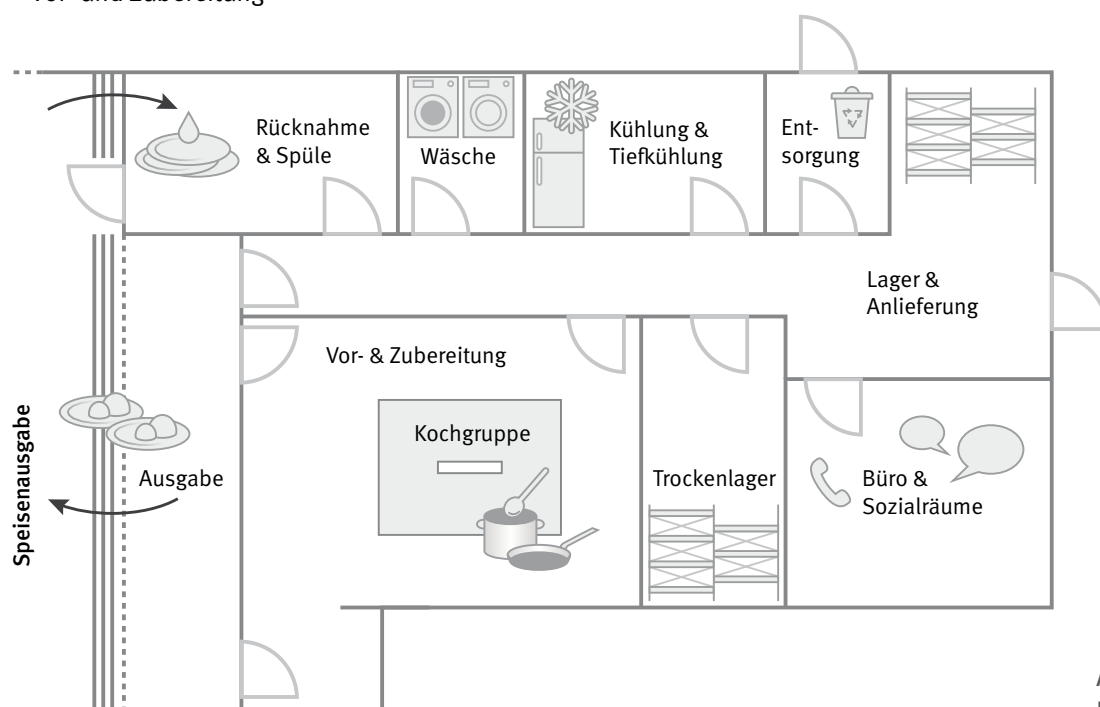 Vor- und Zubereitung
Rücknahme
& Spüle
Wäsche
Kühlung &
Tiefkühlung
Ent-
sorgung
Lager &
Anlieferung
Vor- & Zubereitung
Kochgruppe
Speisenausgabe
Ausgabe
Trockenlager
Büro &
Sozialräume